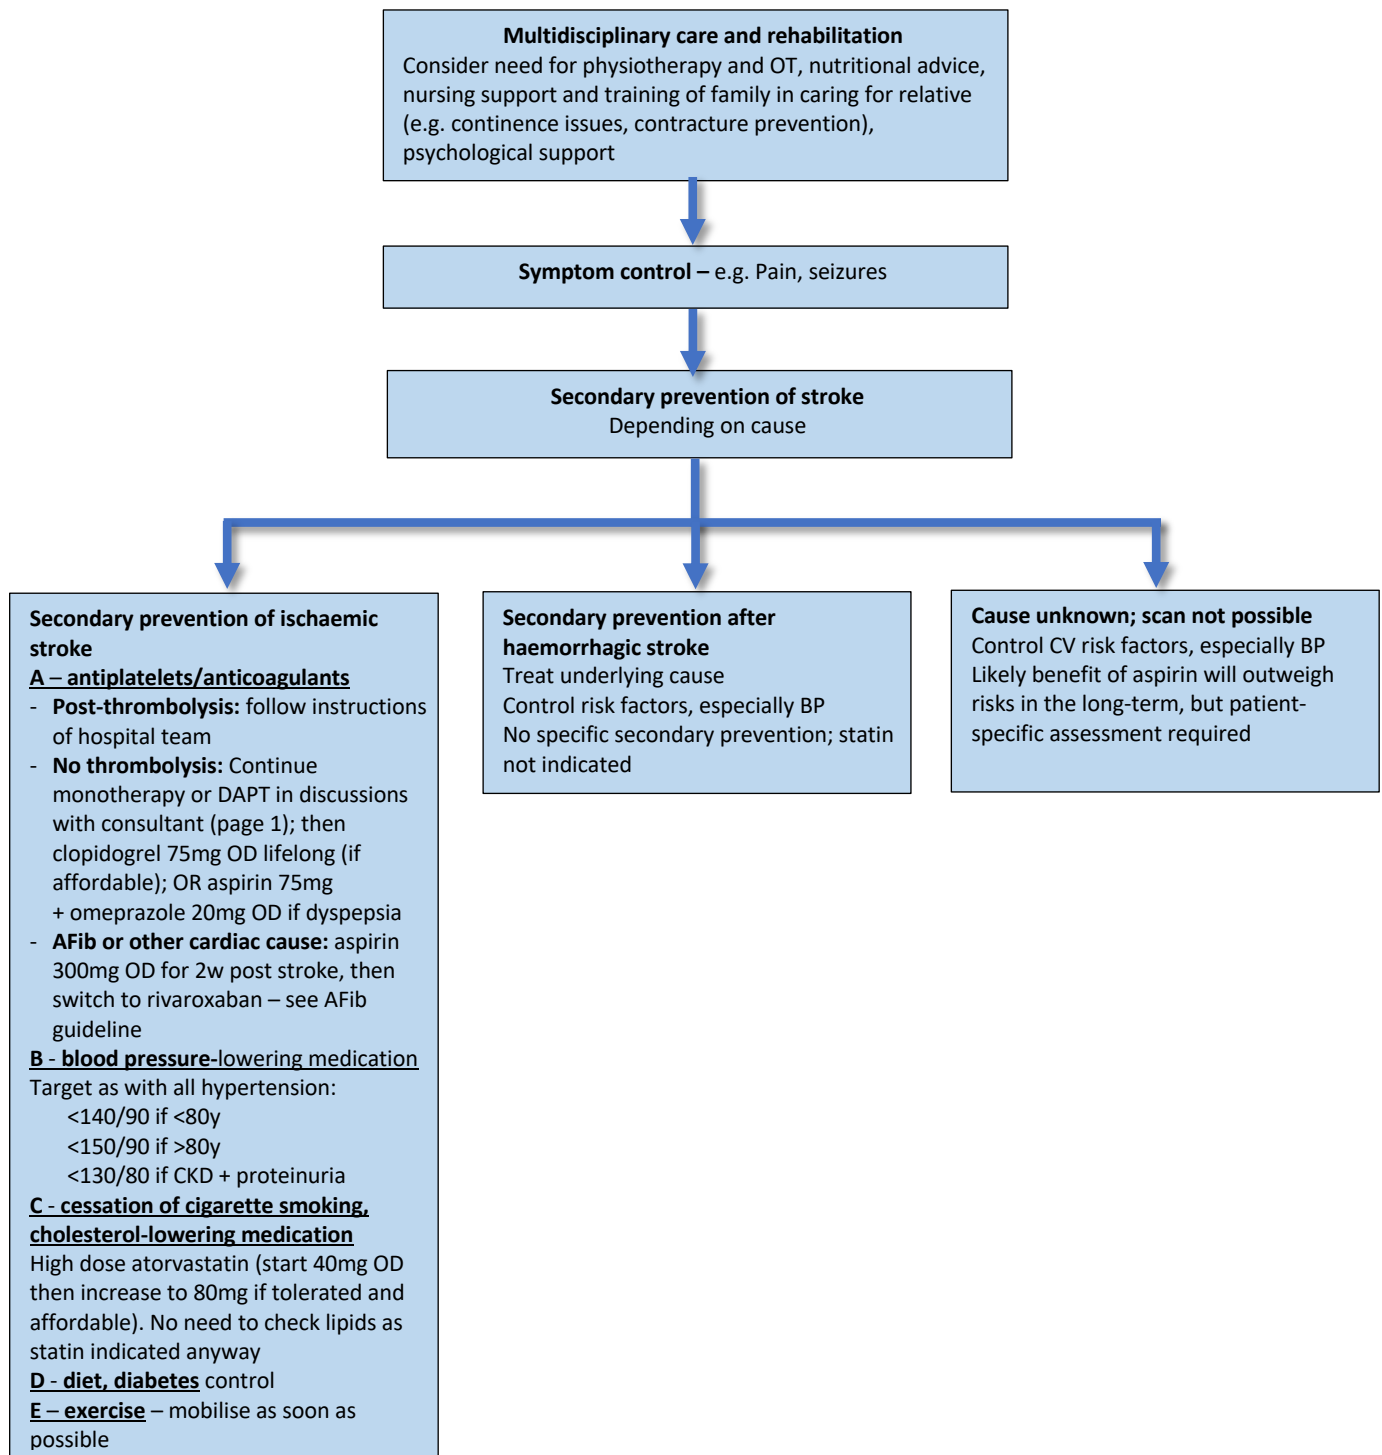 Multidisciplinary care and rehabilitation
Consider need for physiotherapy and OT, nutritional advice,
nursing support and training of family in caring for relative
(e.g. continence issues, contracture prevention),
psychological support
Symptom control – e.g. Pain, seizures
Secondary prevention of stroke
Depending on cause
Secondary prevention of ischaemic
stroke
A – antiplatelets/anticoagulants
- Post-thrombolysis: follow instructions
of hospital team
- No thrombolysis: Continue
monotherapy or DAPT in discussions
with consultant (page 1); then
clopidogrel 75mg OD lifelong (if
affordable); OR aspirin 75mg
+ omeprazole 20mg OD if dyspepsia
- AFib or other cardiac cause: aspirin
300mg OD for 2w post stroke, then
switch to rivaroxaban – see AFib
guideline
B - blood pressure-lowering medication
Target as with all hypertension:
<140/90 if <80y
<150/90 if >80y
<130/80 if CKD + proteinuria
C - cessation of cigarette smoking,
cholesterol-lowering medication
High dose atorvastatin (start 40mg OD
then increase to 80mg if tolerated and
affordable). No need to check lipids as
statin indicated anyway
D - diet, diabetes control
E – exercise – mobilise as soon as
possible
Secondary prevention after
haemorrhagic stroke
Treat underlying cause
Control risk factors, especially BP
No specific secondary prevention; statin
not indicated
Cause unknown; scan not possible
Control CV risk factors, especially BP
Likely benefit of aspirin will outweigh
risks in the long-term, but patient-
specific assessment required